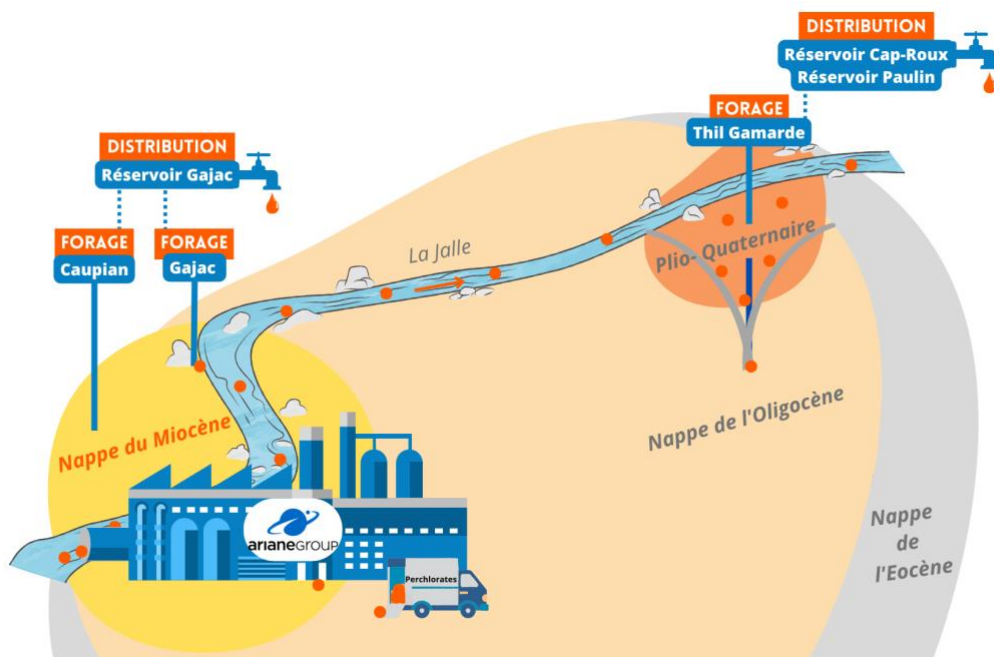 DISTRIBUTION
Réservoir Cap-Roux
Réservoir Paulin
FORAGE
Thil Gamarde
DISTRIBUTION
Réservoir Gajac
FORAGE
Caupian
FORAGE
Gajac
La Jalle
Plio-Quaternaire
Nappe du Miocène
Nappe de l'Oligocène
Nappe
de
l'Eocène
arianeGROUP
Perchlorates